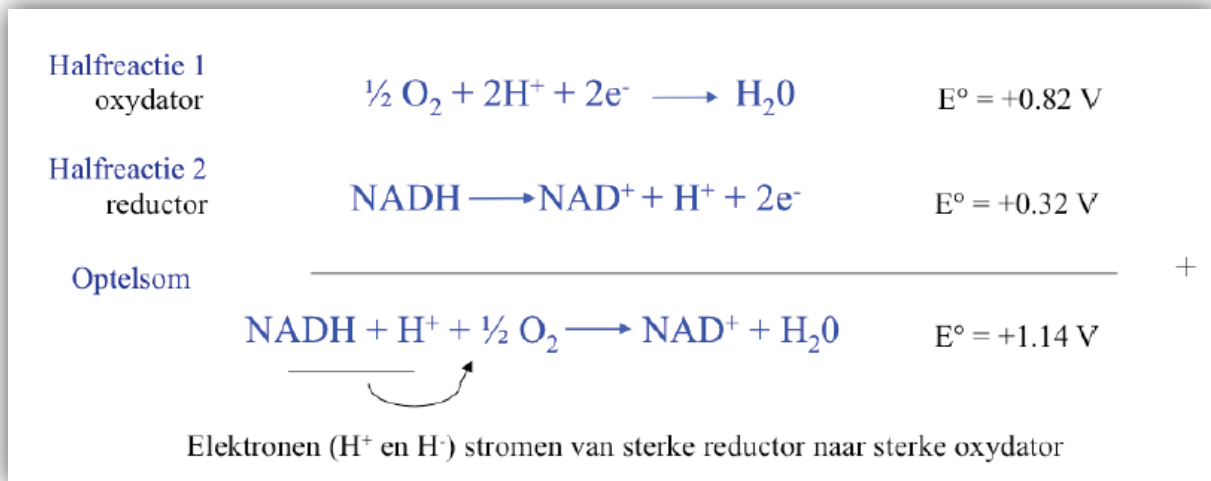 Halfreactie 1
oxydator
½ O₂ + 2H⁺ + 2e⁻ ⟶ H₂0
E° = +0.82 V
Halfreactie 2
reductor
NADH ⟶ NAD⁺ + H⁺ + 2e⁻
E° = +0.32 V
Optelsom
+
NADH + H⁺ + ½ O₂ ⟶ NAD⁺ + H₂0
E° = +1.14 V
Elektronen (H⁺ en H⁻) stromen van sterke reductor naar sterke oxydator